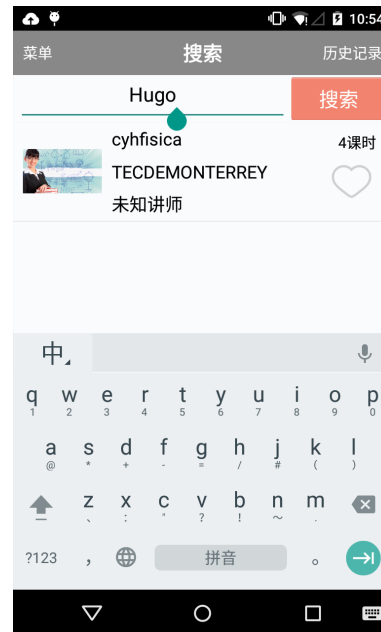 10:54
菜单 搜索 历史记录
Hugo 搜索
cyhfisica 4课时
TECDEMONTERREY
未知讲师
中
q w e r t y u i o p
1 2 3 4 5 6 7 8 9 0
a s d f g h j k l
@ * + - = / # ( )
z x c v b n m
、 : " ? ! ~ .
?123 , 拼音 。